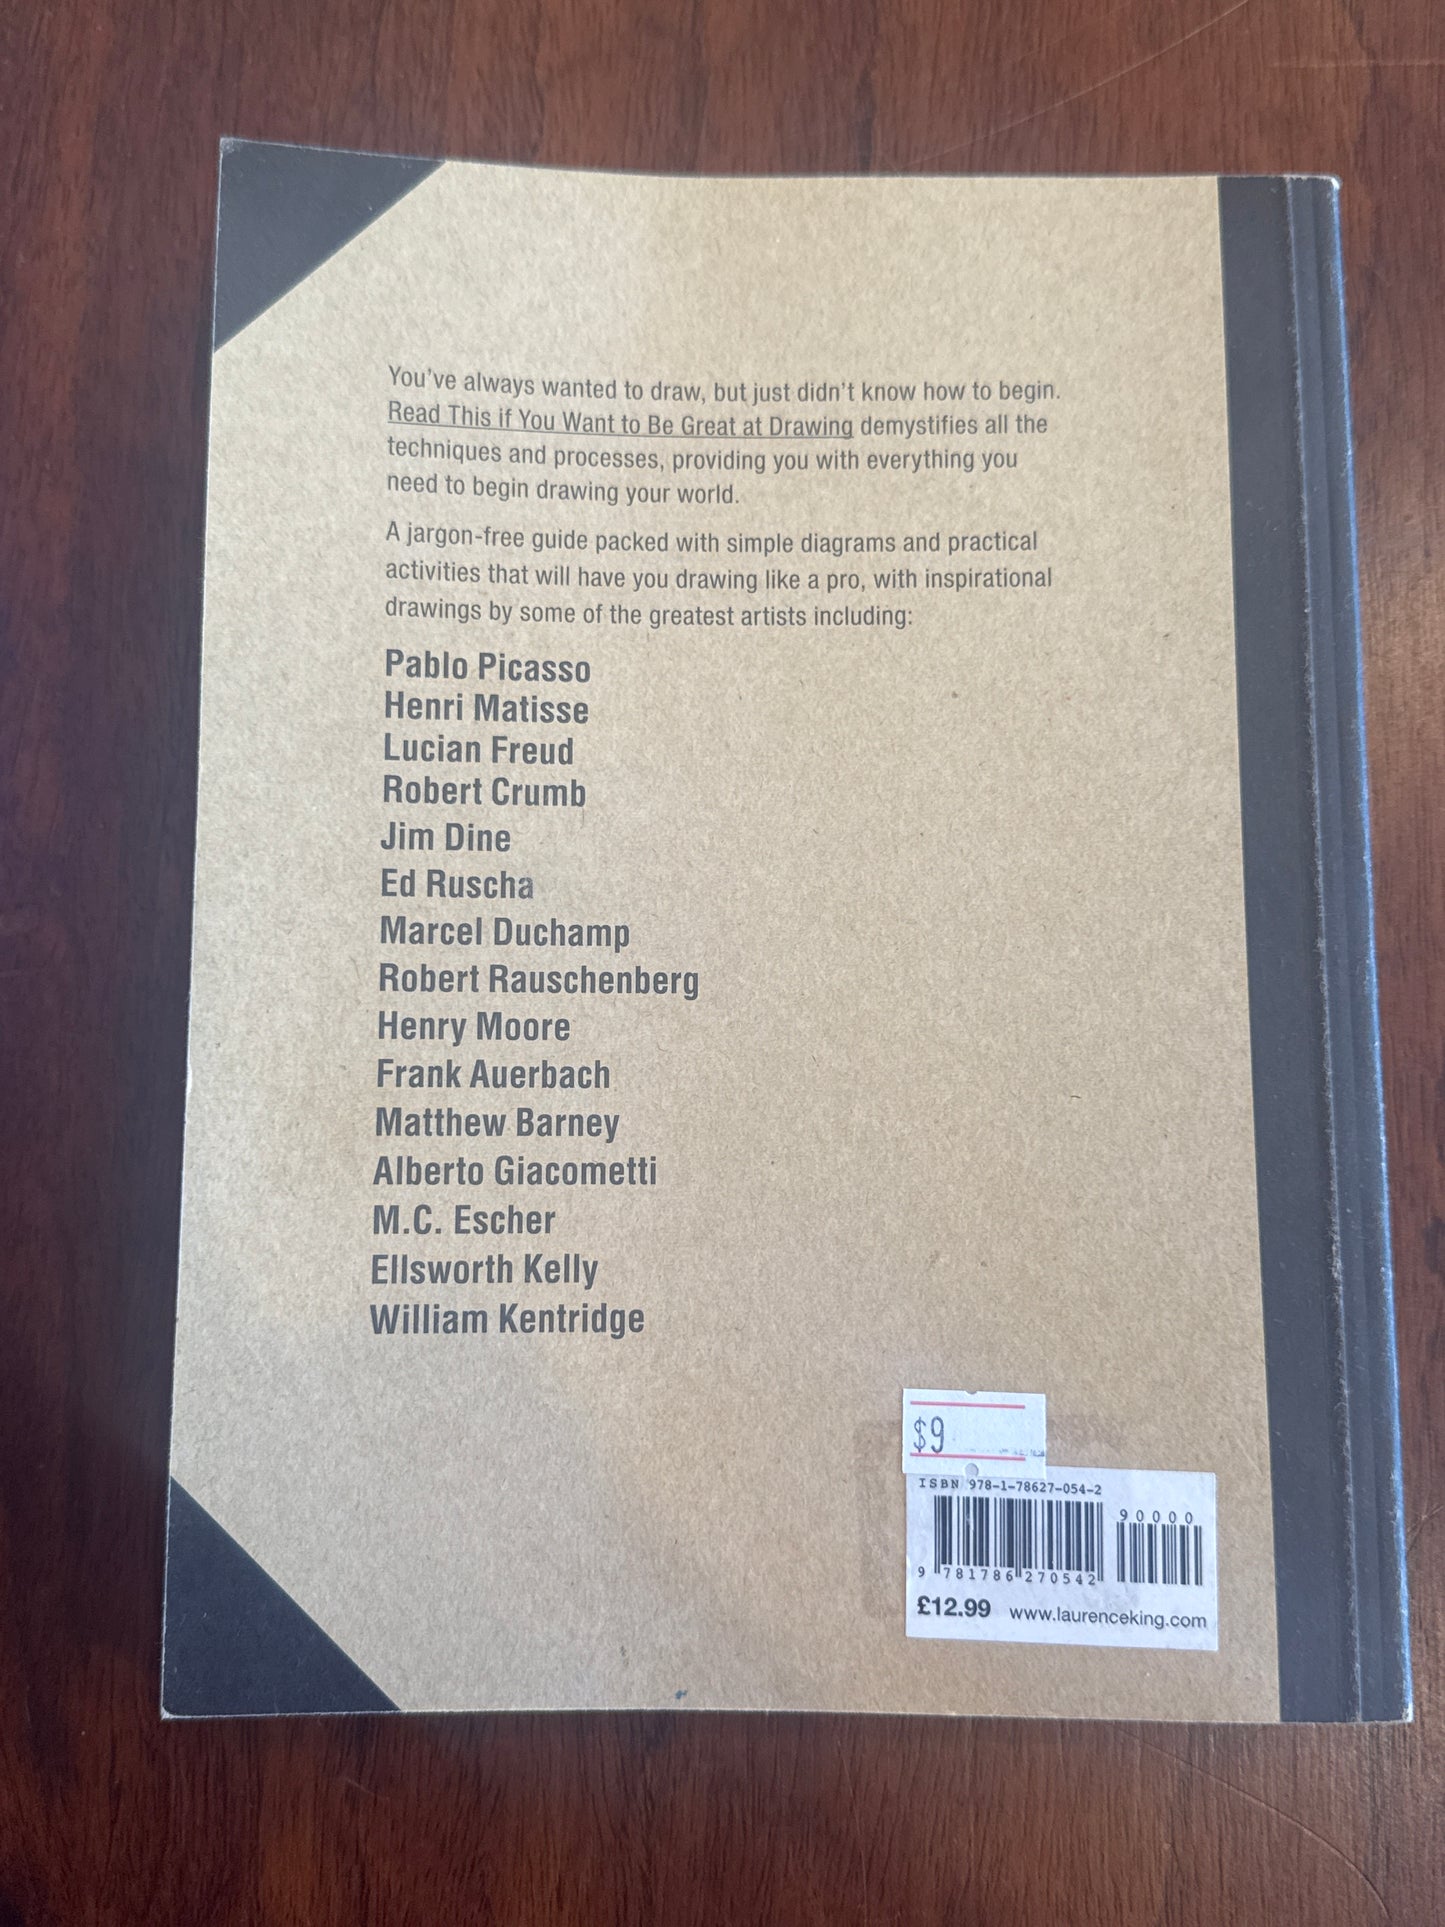 You've always wanted to draw, but just didn't know how to begin.
Read This if You Want to Be Great at Drawing demystifies all the
techniques and processes, providing you with everything you
need to begin drawing your world.
A jargon-free guide packed with simple diagrams and practical
activities that will have you drawing like a pro, with inspirational
drawings by some of the greatest artists including:
Pablo Picasso
Henri Matisse
Lucian Freud
Robert Crumb
Jim Dine
Ed Ruscha
Marcel Duchamp
Robert Rauschenberg
Henry Moore
Frank Auerbach
Matthew Barney
Alberto Giacometti
M.C. Escher
Ellsworth Kelly
William Kentridge
$9
ISBN 978-1-78627-054-2
90000
9 781786 270542
£12.99 www.laurenceking.com